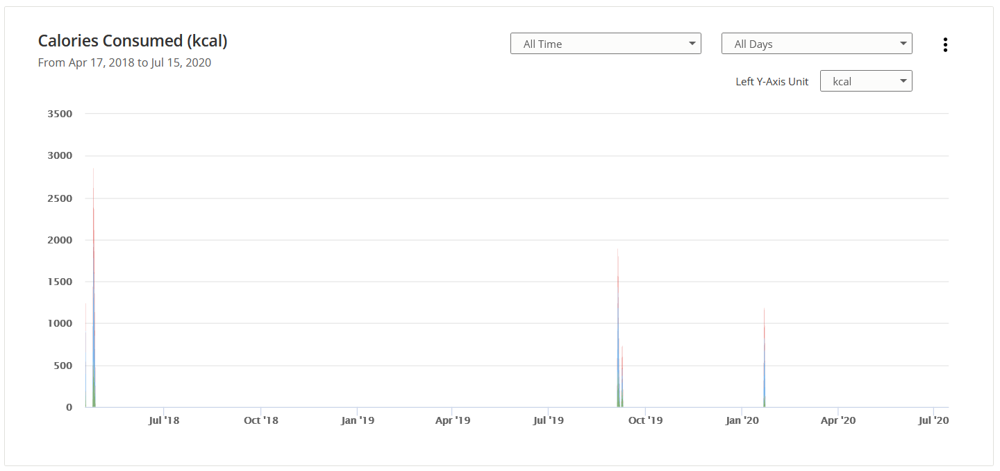 Calories Consumed (kcal)
From Apr 17, 2018 to Jul 15, 2020
All Time
All Days
Left Y-Axis Unit
kcal
3500
3000
2500
2000
1500
1000
500
0
Jul '18
Oct '18
Jan '19
Apr '19
Jul '19
Oct '19
Jan '20
Apr '20
Jul '20